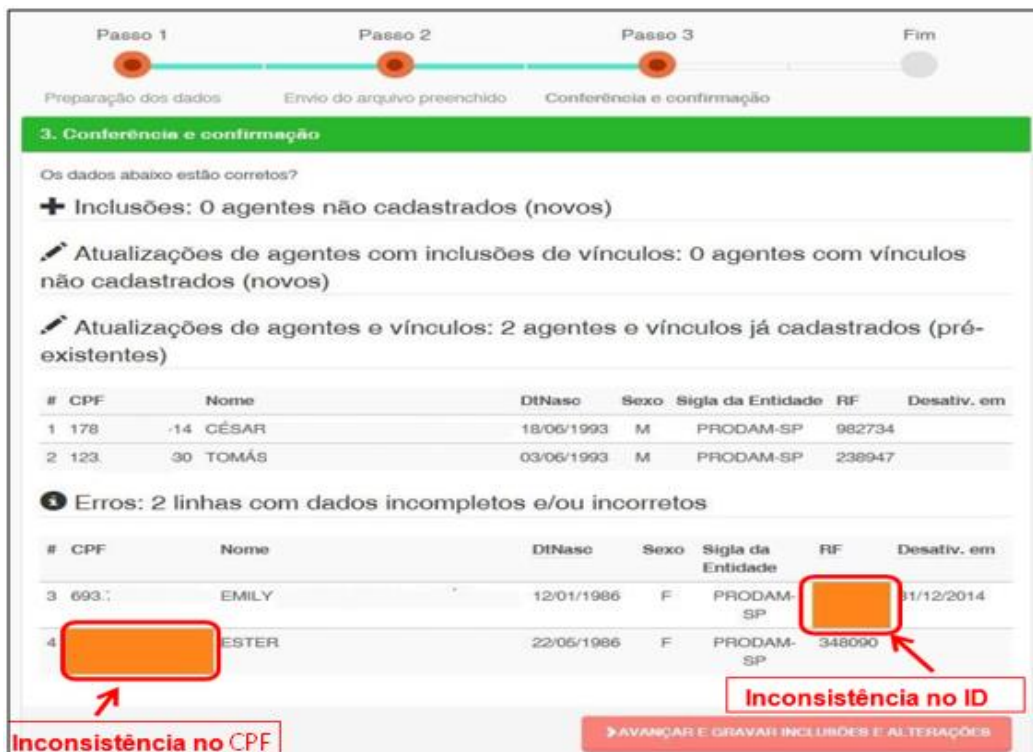 Passo 1 Passo 2 Passo 3 Fim
Preparação dos dados Envio do arquivo preenchido Conferência e confirmação
3. Conferência e confirmação
Os dados abaixo estão corretos?
Inclusões: 0 agentes não cadastrados (novos)
Atualizações de agentes com inclusões de vínculos: 0 agentes com vínculos
não cadastrados (novos)
Atualizações de agentes e vínculos: 2 agentes e vínculos já cadastrados (pré-
existentes)
# CPF Nome DtNasc Sexo Sigla da Entidade RF Desativ. em
1 178 -14 CÉSAR 18/06/1993 M PRODAM-SP 982734
2 123. 30 TOMÁS 03/06/1993 M PRODAM-SP 238947
Erros: 2 linhas com dados incompletos e/ou incorretos
# CPF Nome DtNasc Sexo Sigla da RF Desativ. em
Entidade
3 693.: EMILY 12/01/1986 F PRODAM- 31/12/2014
SP
4 ESTER 22/05/1986 F PRODAM- 348090
SP
Inconsistência no ID
Inconsistência no CPF
AVANÇAR E GRAVAR INCLUSÕES E ALTERAÇÕES